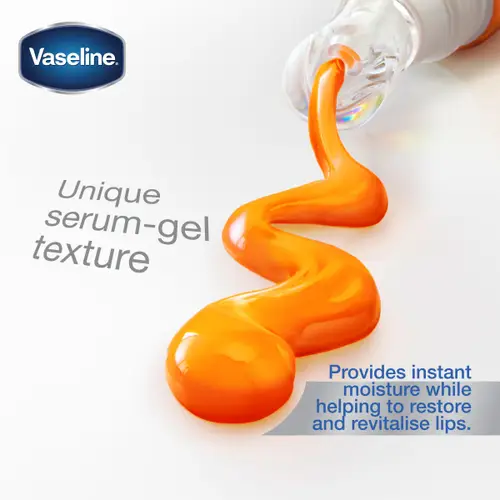 Vaseline.
Unique
serum-gel
texture
Provides instant
moisture while
helping to restore
and revitalise lips.